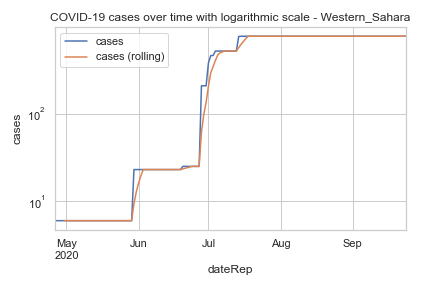 COVID-19 cases over time with logarithmic scale - Western_Sahara
cases
cases (rolling)
cases
10²
10¹
May Jun Jul Aug Sep
2020
dateRep